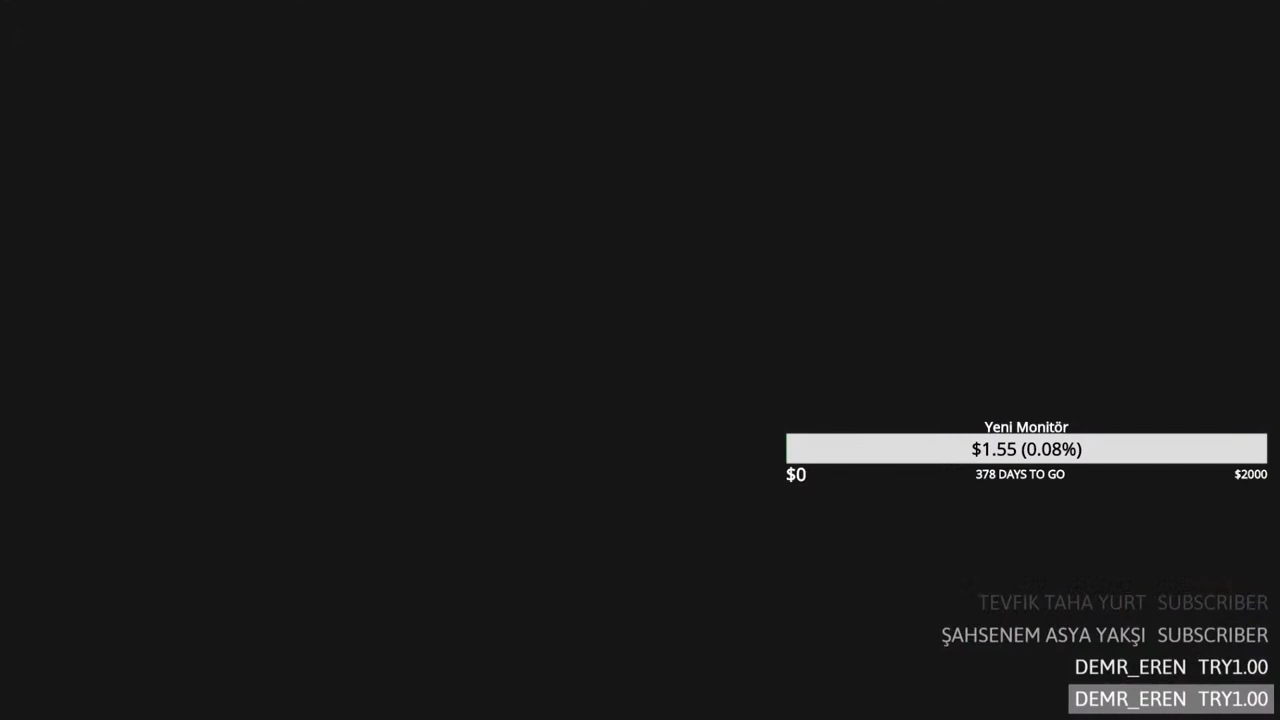 Yeni Monitör
$1.55 (0.08%)
$0 378 DAYS TO GO $2000
TEVFIK TAHA YURT SUBSCRIBER
ŞAHSENEM ASYA YAKŞI SUBSCRIBER
DEMR_EREN TRY1.00
DEMR_EREN TRY1.00